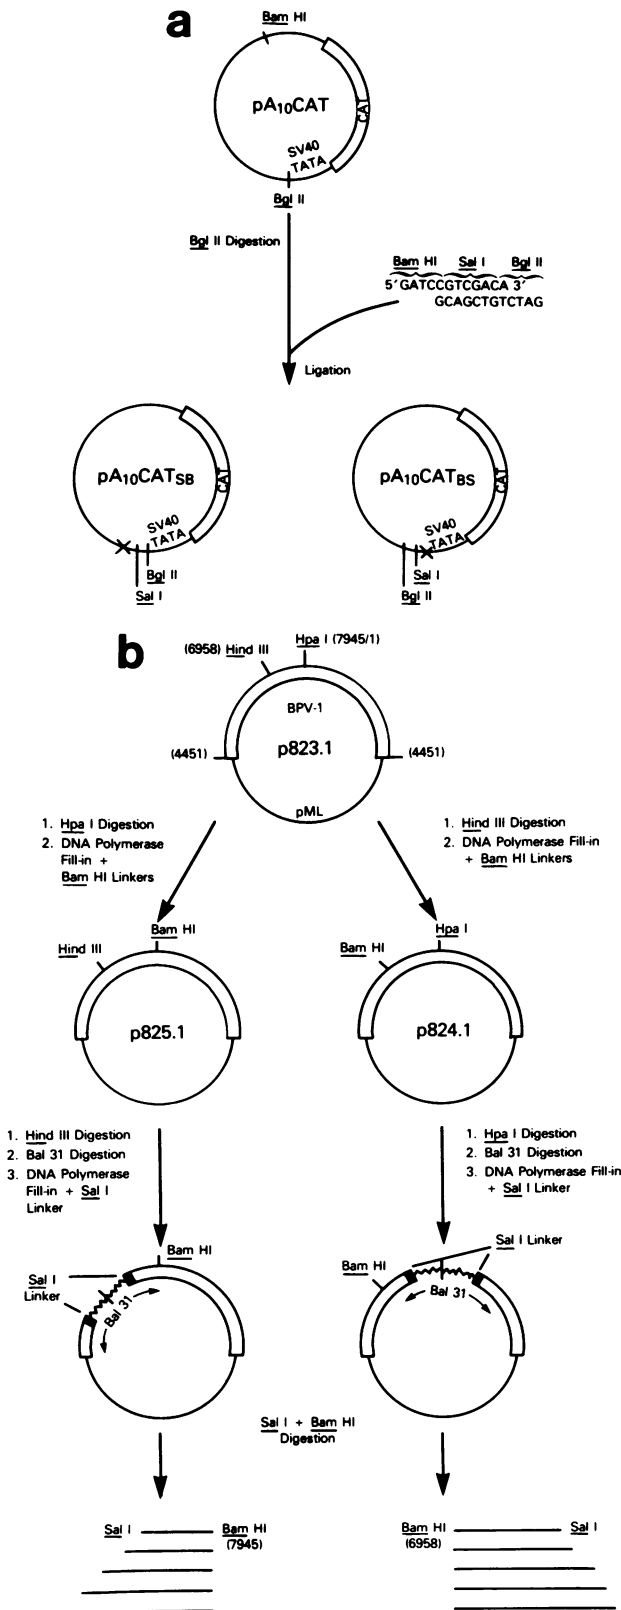 a
Bam HI
pA10CAT
CAT
SV40
TATA
Bgl II
Bgl II Digestion
Bam HI Sal I Bgl II
5'GATCCGTCGACA 3'
GCAGCTGTCTAG
Ligation
pA10CATSB
CAT
SV40
TATA
Bgl II
Sal I
pA10CATBS
CAT
SV40
TATA
Sal I
Bgl II
b
(6958) Hind III
Hpa I (7945/1)
BPV-1
p823.1
(4451)
(4451)
pML
1. Hpa I Digestion
2. DNA Polymerase
Fill-in +
Bam HI Linkers
1. Hind III Digestion
2. DNA Polymerase Fill-in
+ Bam HI Linkers
Bam HI
Hind III
p825.1
Hpa I
Bam HI
p824.1
1. Hind III Digestion
2. Bal 31 Digestion
3. DNA Polymerase
Fill-in + Sal I
Linker
1. Hpa I Digestion
2. Bal 31 Digestion
3. DNA Polymerase Fill-in
+ Sal I Linker
Bam HI
Sal I
Linker
Bal 31
Sal I Linker
Bam HI
Bal 31
Sal I + Bam HI
Digestion
Sal I
Bam HI
(7945)
Bam HI
(6958)
Sal I